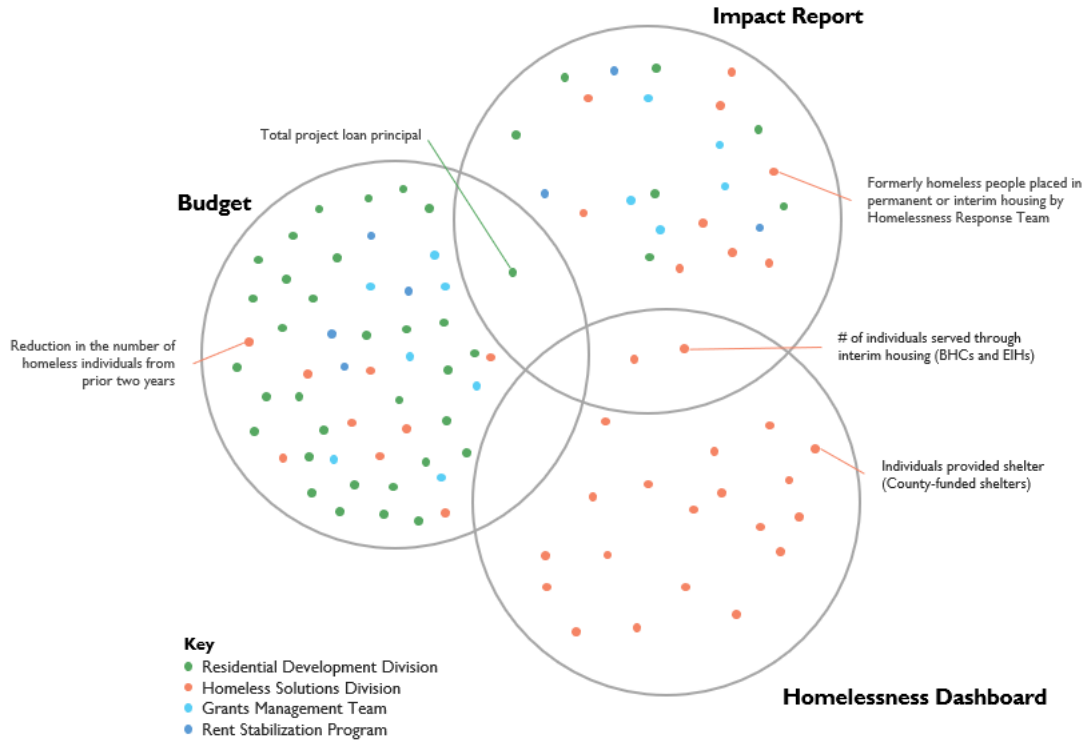 Impact Report
Total project loan principal
Budget
Formerly homeless people placed in
permanent or interim housing by
Homelessness Response Team
Reduction in the number of
homeless individuals from
prior two years
# of individuals served through
interim housing (BHCs and EIHs)
Individuals provided shelter
(County-funded shelters)
Key
Residential Development Division
Homeless Solutions Division
Grants Management Team
Rent Stabilization Program
Homelessness Dashboard